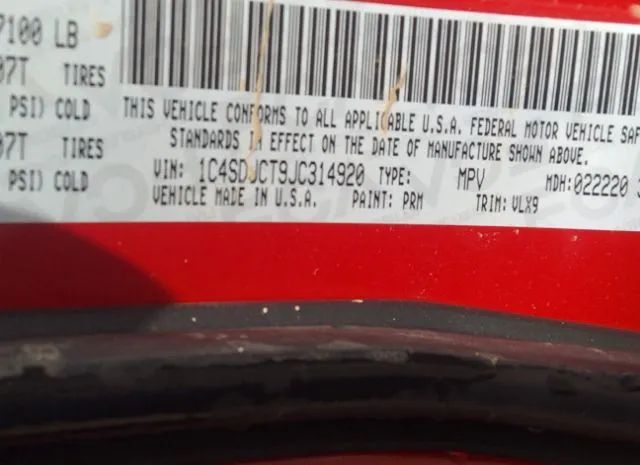 7100 LB
07T TIRES
PSI) COLD
07T TIRES
PSI) COLD
THIS VEHICLE CONFORMS TO ALL APPLICABLE U.S.A. FEDERAL MOTOR VEHICLE SAF
STANDARDS IN EFFECT ON THE DATE OF MANUFACTURE SHOWN ABOVE.
VIN: 1C4SDJCT9JC314920 TYPE: MPV MDH: 022220
VEHICLE MADE IN U.S.A. PAINT: PRM TRIM: VLX9